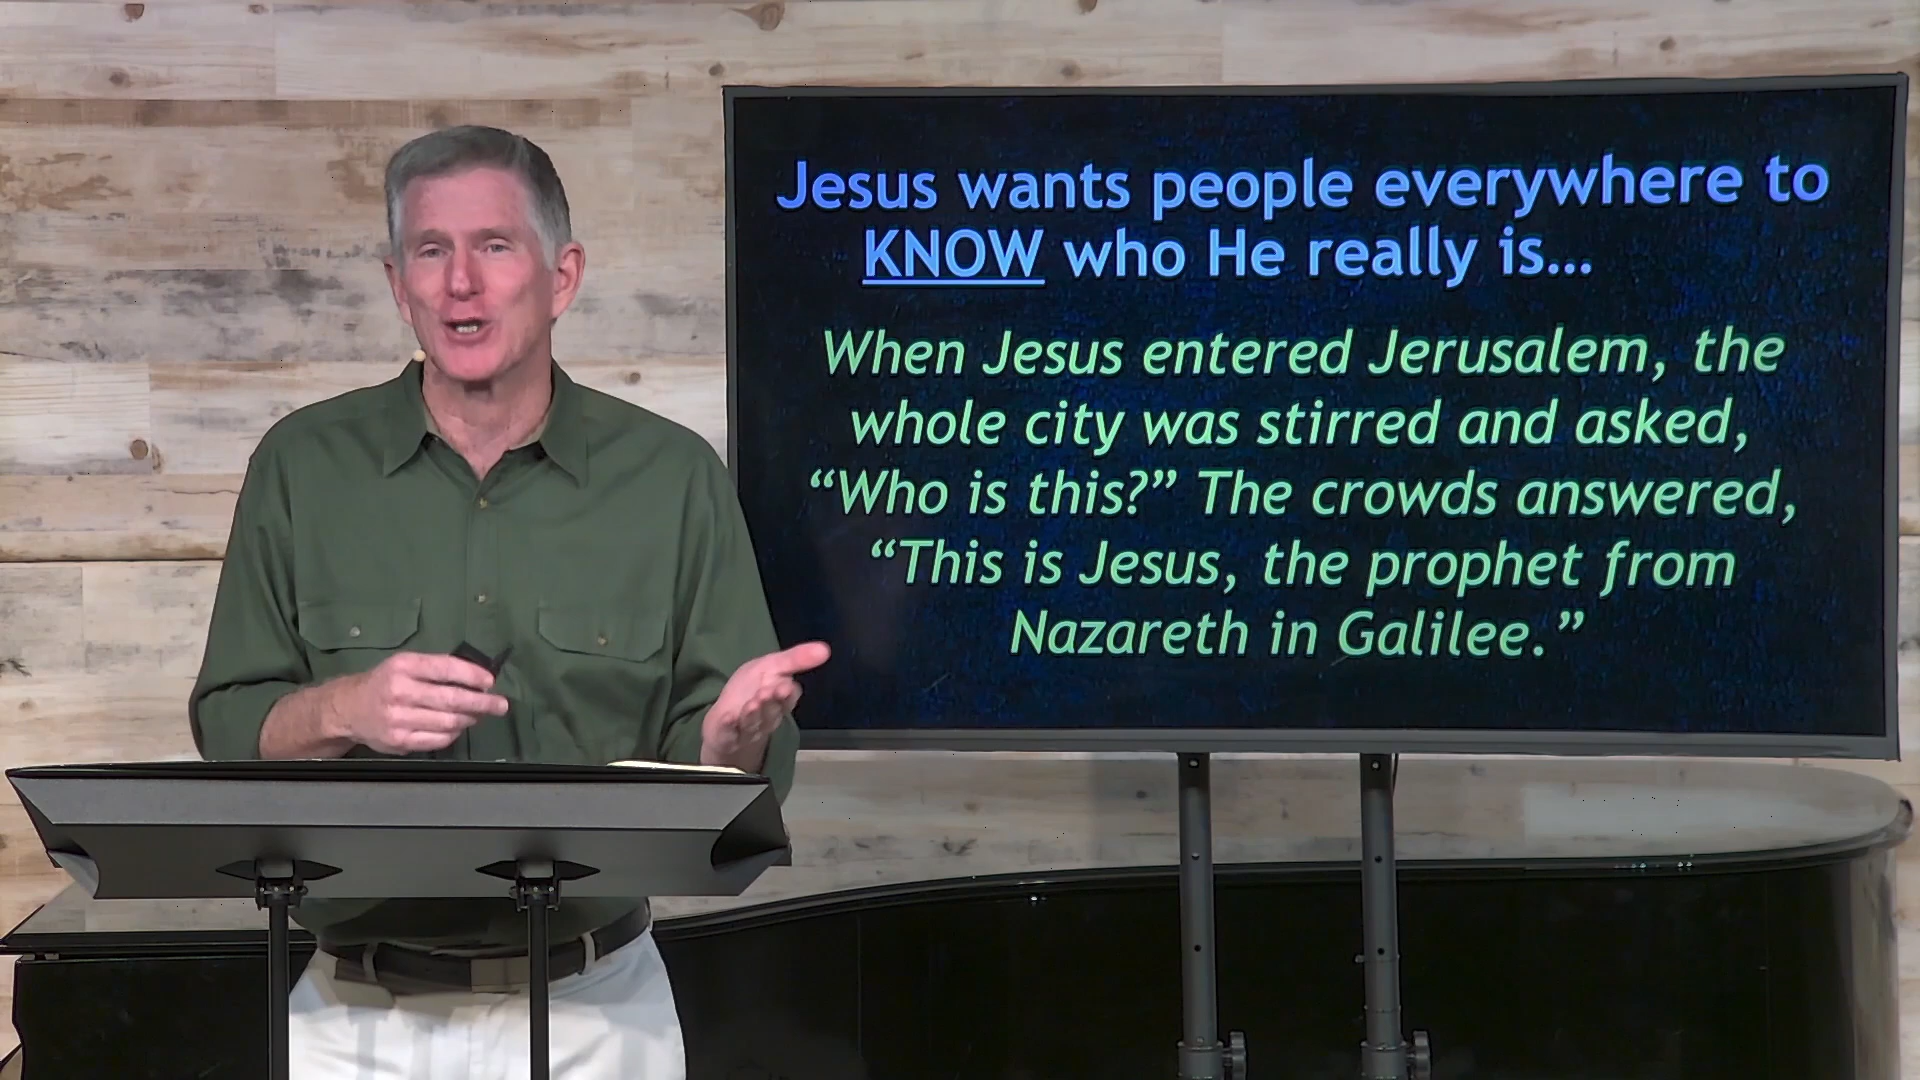 Jesus wants people everywhere to
KNOW who He really is...
When Jesus entered Jerusalem, the
whole city was stirred and asked,
“Who is this?” The crowds answered,
“This is Jesus, the prophet from
Nazareth in Galilee.”